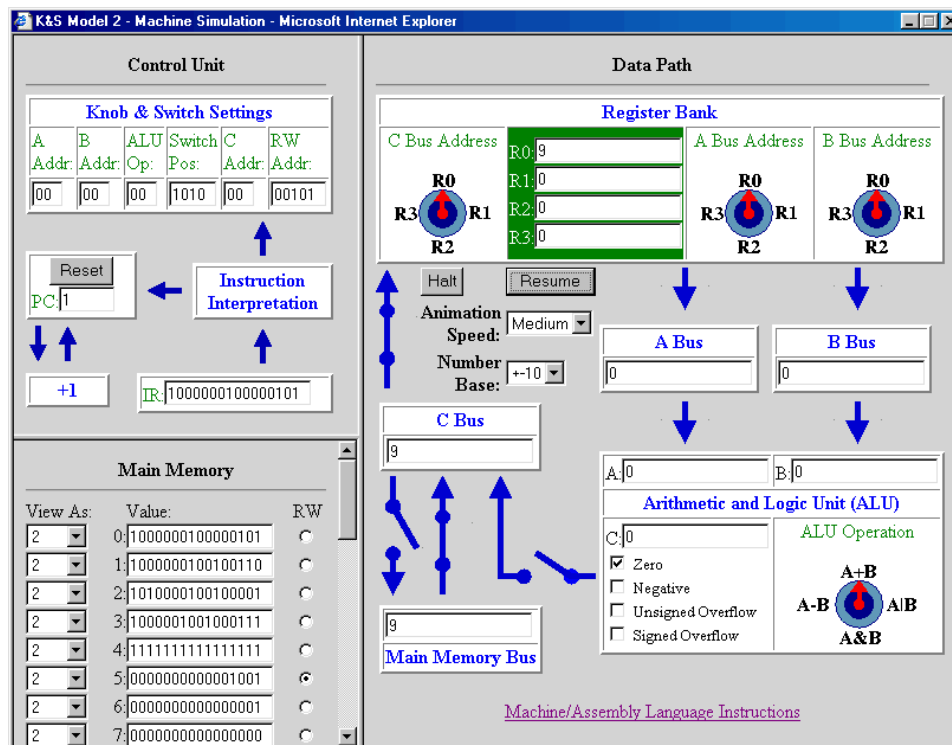 K&S Model 2 - Machine Simulation - Microsoft Internet Explorer
Control Unit
Knob & Switch Settings
A Addr: B Addr: ALU Op: Switch Pos: C Addr: RW Addr:
00 00 00 1010 00 00101
Reset
PC: 1
Instruction Interpretation
+1
IR: 1000000100000101
Main Memory
View As: Value: RW
2 0: 1000000100000101
2 1: 1000000100100110
2 2: 1010000100100001
2 3: 1000001001000111
2 4: 1111111111111111
2 5: 0000000000001001
2 6: 0000000000000001
2 7: 0000000000000000
Data Path
Register Bank
C Bus Address
R0
R3 R1
R2
R0: 9
R1: 0
R2: 0
R3: 0
A Bus Address
R0
R3 R1
R2
B Bus Address
R0
R3 R1
R2
Halt Resume
Animation Speed: Medium
Number Base: +-10
A Bus
0
B Bus
0
C Bus
9
A: 0 B: 0
Arithmetic and Logic Unit (ALU)
C: 0
Zero
Negative
Unsigned Overflow
Signed Overflow
ALU Operation
A+B
A-B A|B
A&B
9
Main Memory Bus
Machine/Assembly Language Instructions